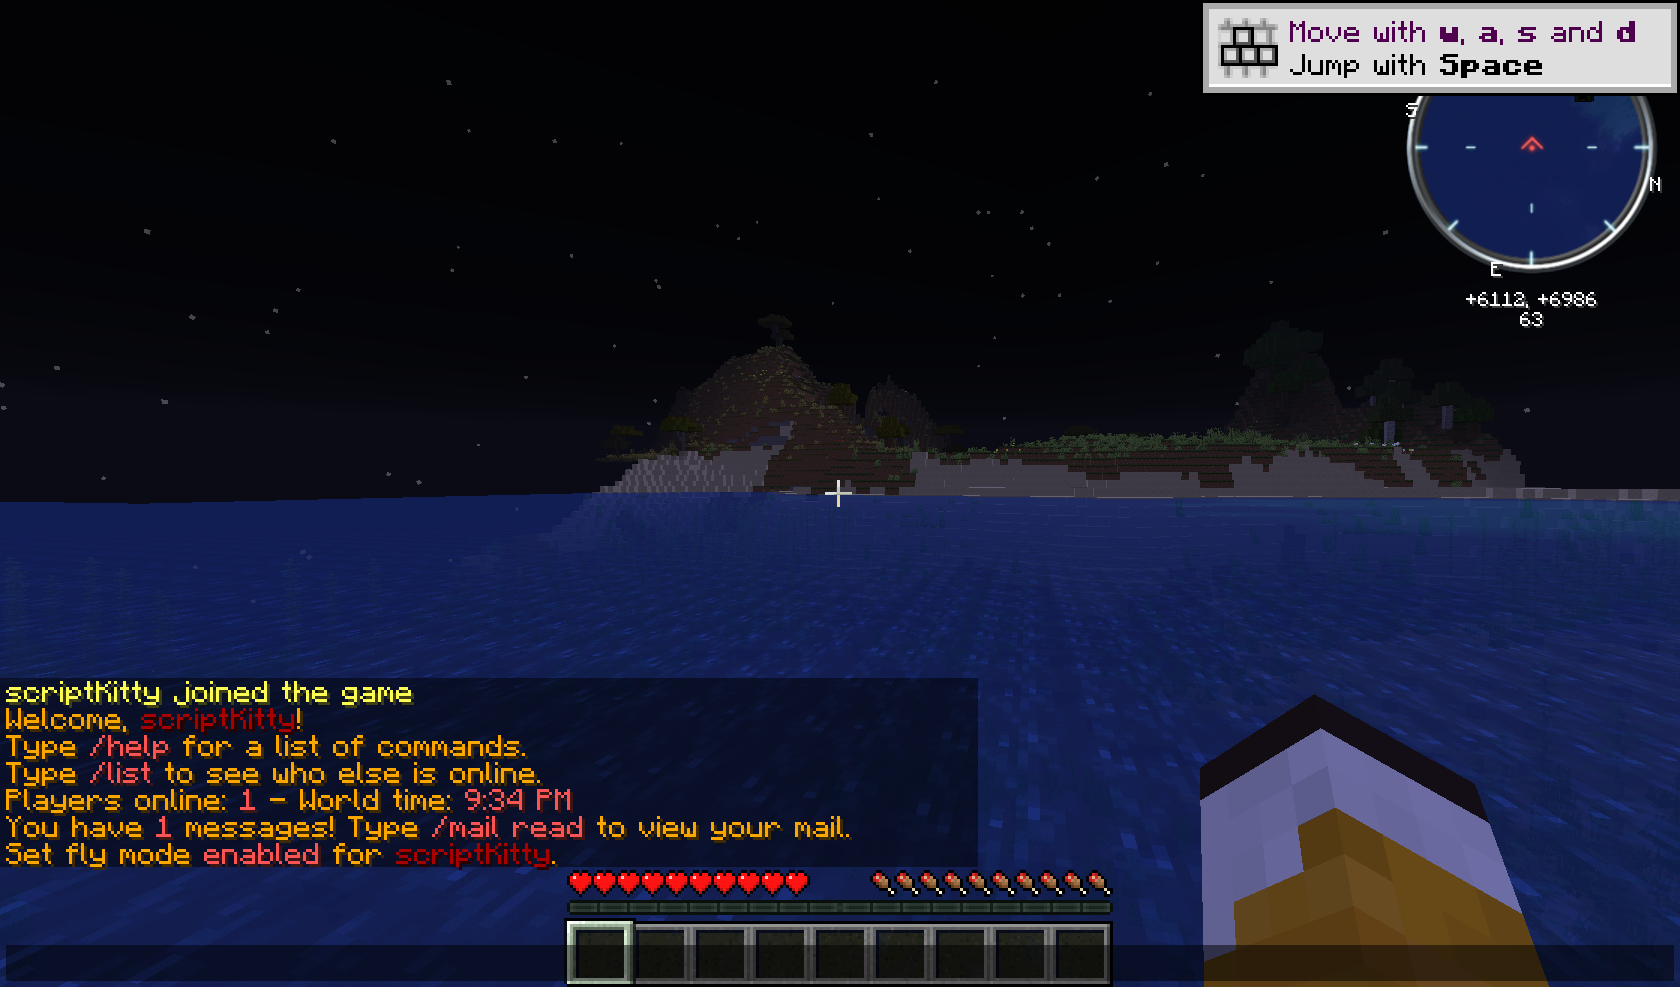 Move with w, a, s and d
Jump with Space
S
N
E
+6112, +6986
63
scriptKitty joined the game
Welcome, scriptKitty!
Type /help for a list of commands.
Type /list to see who else is online.
Players online: 1 - World time: 9:34 PM
You have 1 messages! Type /mail read to view your mail.
Set fly mode enabled for scriptKitty.